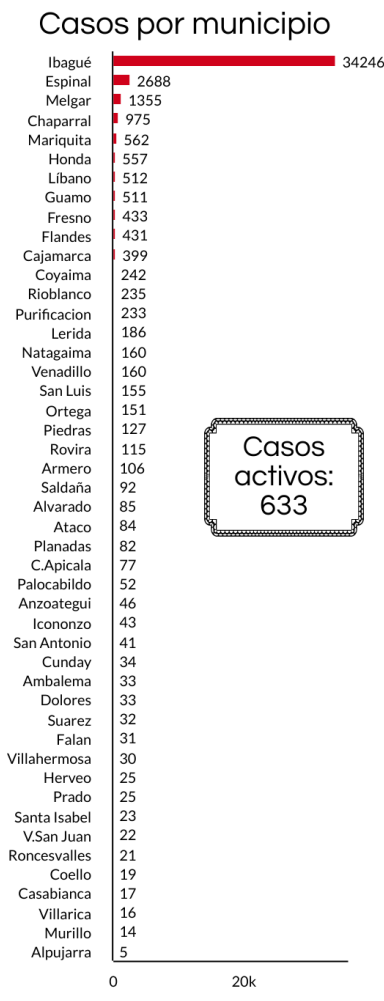 Casos por municipio
Ibagué 34246
Espinal 2688
Melgar 1355
Chaparral 975
Mariquita 562
Honda 557
Líbano 512
Guamo 511
Fresno 433
Flandes 431
Cajamarca 399
Coyaima 242
Rioblanco 235
Purificacion 233
Lerida 186
Natagaima 160
Venadillo 160
San Luis 155
Ortega 151
Piedras 127
Rovira 115
Armero 106
Saldaña 92
Alvarado 85
Ataco 84
Planadas 82
C.Apicala 77
Palocabildo 52
Anzoategui 46
Icononzo 43
San Antonio 41
Cunday 34
Ambalema 33
Dolores 33
Suarez 32
Falan 31
Villahermosa 30
Herveo 25
Prado 25
Santa Isabel 23
V.San Juan 22
Roncesvalles 21
Coello 19
Casabianca 17
Villarica 16
Murillo 14
Alpujarra 5
0 20k
Casos
activos:
633